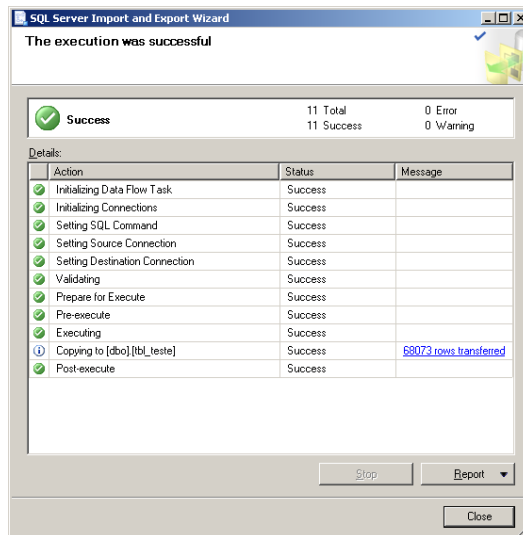 SQL Server Import and Export Wizard
The execution was successful
Success
11 Total
0 Error
11 Success
0 Warning
Details:
Action Status Message
Initializing Data Flow Task Success
Initializing Connections Success
Setting SQL Command Success
Setting Source Connection Success
Setting Destination Connection Success
Validating Success
Prepare for Execute Success
Pre-execute Success
Executing Success
Copying to [dbo].[tbl_teste] Success 68073 rows transferred
Post-execute Success
Stop
Report
Close